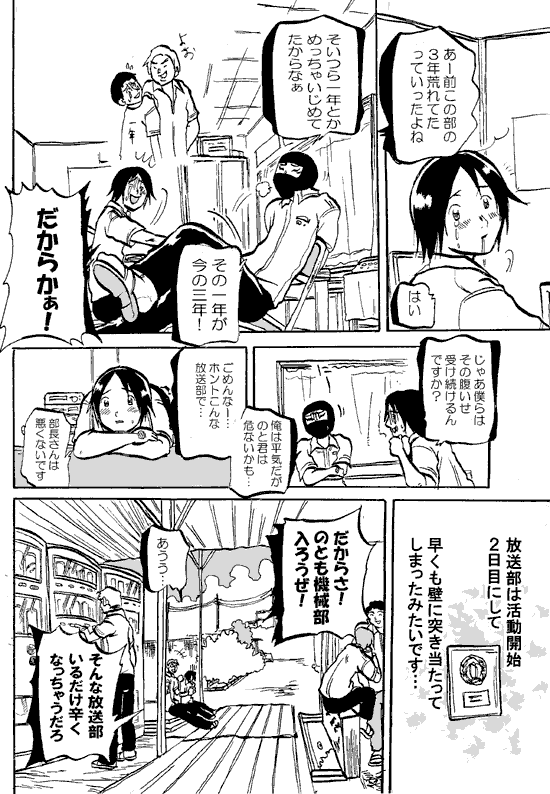 あー前この部の
３年荒れてた
っていったよね
はい
そいつら一年とか
めっちゃいじめて
たからなぁ
よお
その一年が
今の三年！
だからかぁ！
じゃあ僕らは
その腹いせ
受け続けるん
ですか？
俺は平気だが
のと君は
危ないかも…
ごめんなー
ホントこんな
放送部で…
部長さんは
悪くないです
放送部は活動開始
２日目にして
早くも壁に突き当たって
しまったみたいです…
だからさ！
のとも機械部
入ろうぜ！
あうう…
そんな放送部
いるだけ辛く
なっちゃうだろ